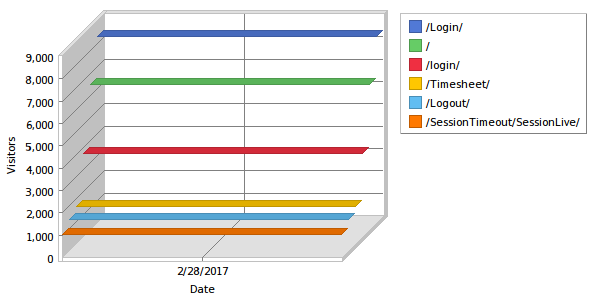 9,000
8,000
7,000
6,000
5,000
4,000
3,000
2,000
1,000
0
Visitors
2/28/2017
Date
/Login/
/
/login/
/Timesheet/
/Logout/
/SessionTimeout/SessionLive/